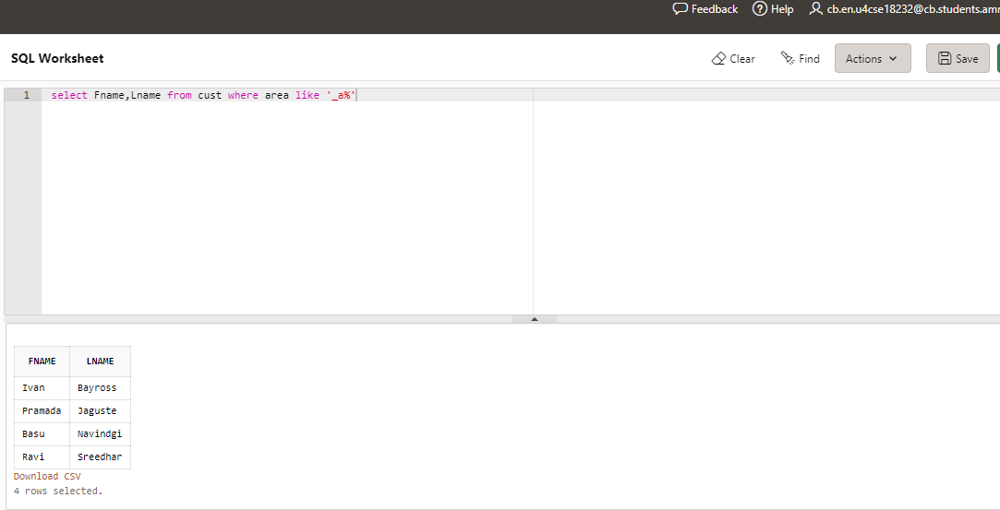 Feedback Help cb.en.u4cse18232@cb.students.am
SQL Worksheet Clear Find Actions Save
1 select Fname,Lname from cust where area like '_a%'
FNAME LNAME
Ivan Bayross
Pramada Jaguste
Basu Navindgi
Ravi Sreedhar
Download CSV
4 rows selected.